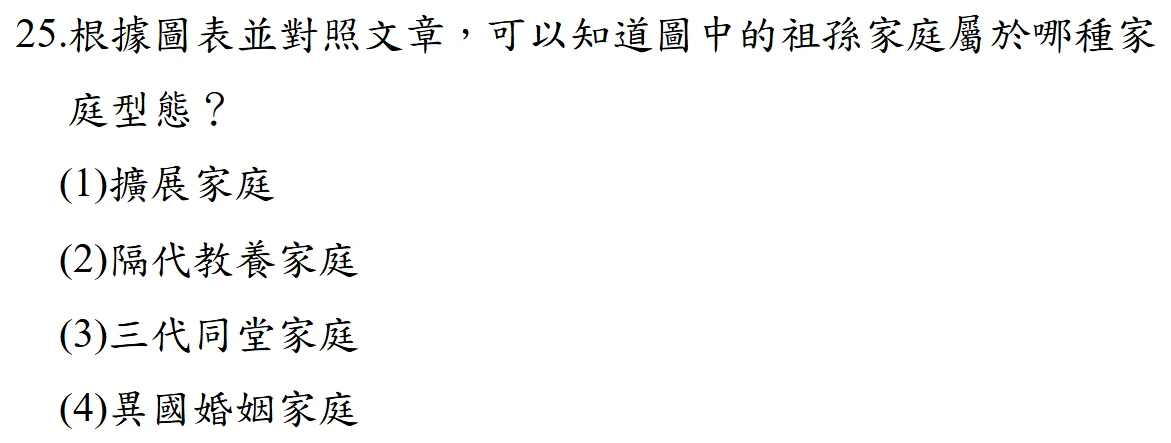 25.根據圖表並對照文章，可以知道圖中的祖孫家庭屬於哪種家
庭型態？
(1)擴展家庭
(2)隔代教養家庭
(3)三代同堂家庭
(4)異國婚姻家庭